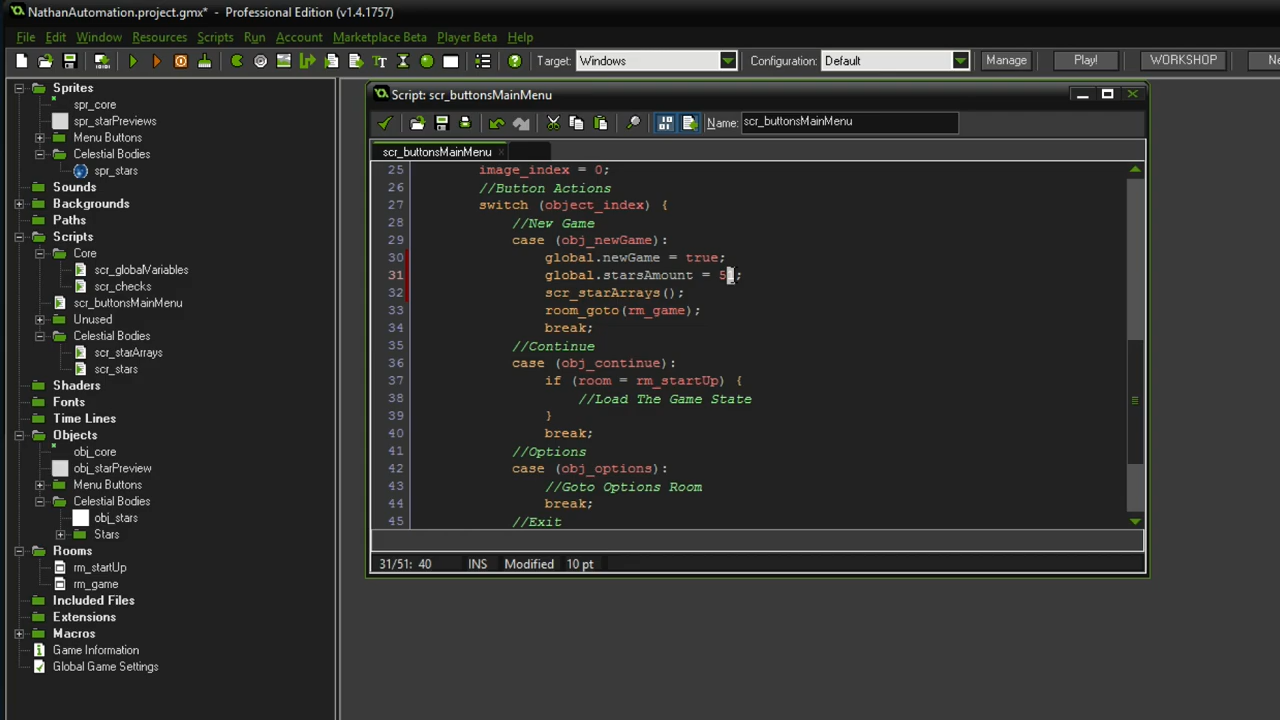 NathanAutomation.project.gmx* - Professional Edition (v1.4.1757)
File Edit Window Resources Scripts Run Account Marketplace Beta Player Beta Help
Target: Windows Configuration: Default Manage Play! WORKSHOP
Sprites
spr_core
spr_starPreviews
Menu Buttons
Celestial Bodies
spr_stars
Sounds
Backgrounds
Paths
Scripts
Core
scr_globalVariables
scr_checks
scr_buttonsMainMenu
Unused
Celestial Bodies
scr_starArrays
scr_stars
Shaders
Fonts
Time Lines
Objects
obj_core
obj_starPreview
Menu Buttons
Celestial Bodies
obj_stars
Stars
Rooms
rm_startUp
rm_game
Included Files
Extensions
Macros
Game Information
Global Game Settings
Script: scr_buttonsMainMenu
Name: scr_buttonsMainMenu
scr_buttonsMainMenu
25 image_index = 0;
26 //Button Actions
27 switch (object_index) {
28 //New Game
29 case (obj_newGame):
30 global.newGame = true;
31 global.starsAmount = 5
32 scr_starArrays();
33 room_goto(rm_game);
34 break;
35 //Continue
36 case (obj_continue):
37 if (room = rm_startUp) {
38 //Load The Game State
39 }
40 break;
41 //Options
42 case (obj_options):
43 //Goto Options Room
44 break;
45 //Exit
31/51: 40 INS Modified 10 pt